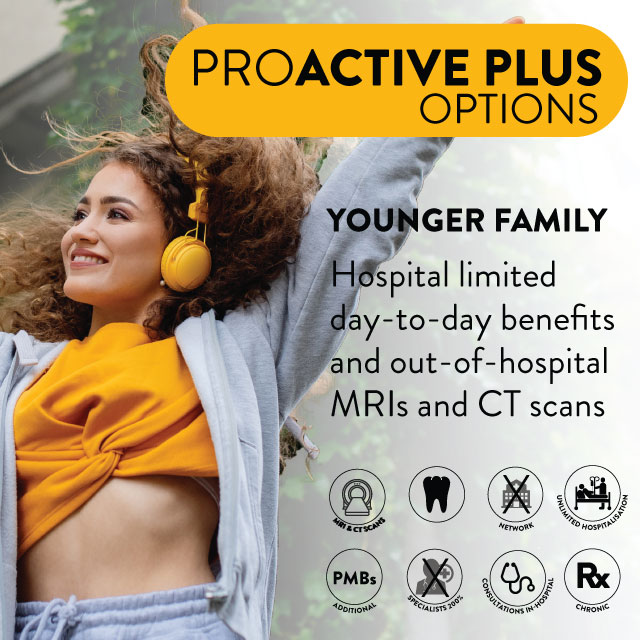 PROACTIVE PLUS
OPTIONS
YOUNGER FAMILY
Hospital limited
day-to-day benefits
and out-of-hospital
MRIs and CT scans
MRI & CT SCANS
NETWORK
UNLIMITED HOSPITALISATION
PMBs
ADDITIONAL
SPECIALISTS 200%
CONSULTATIONS IN-HOSPITAL
Rx
CHRONIC